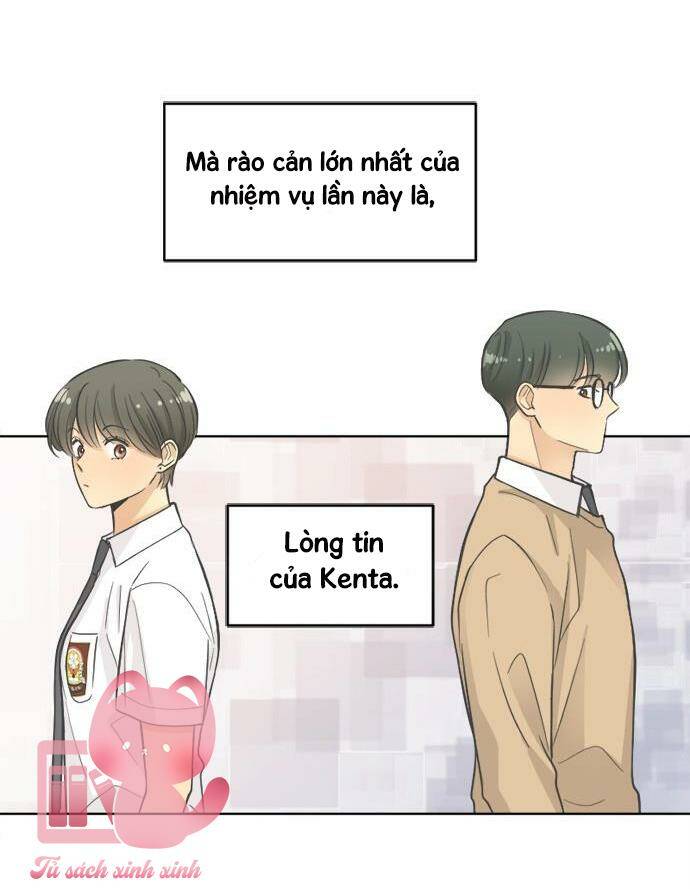 Mà rào cản lớn nhất của
nhiệm vụ lần này là,
Lòng tin
của Kenta.
Tủ sách xinh xinh